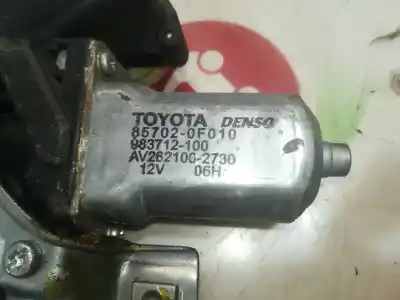 TOYOTA DENSO
85702-0F010
983712-100
AV262100-2730
12V 06H